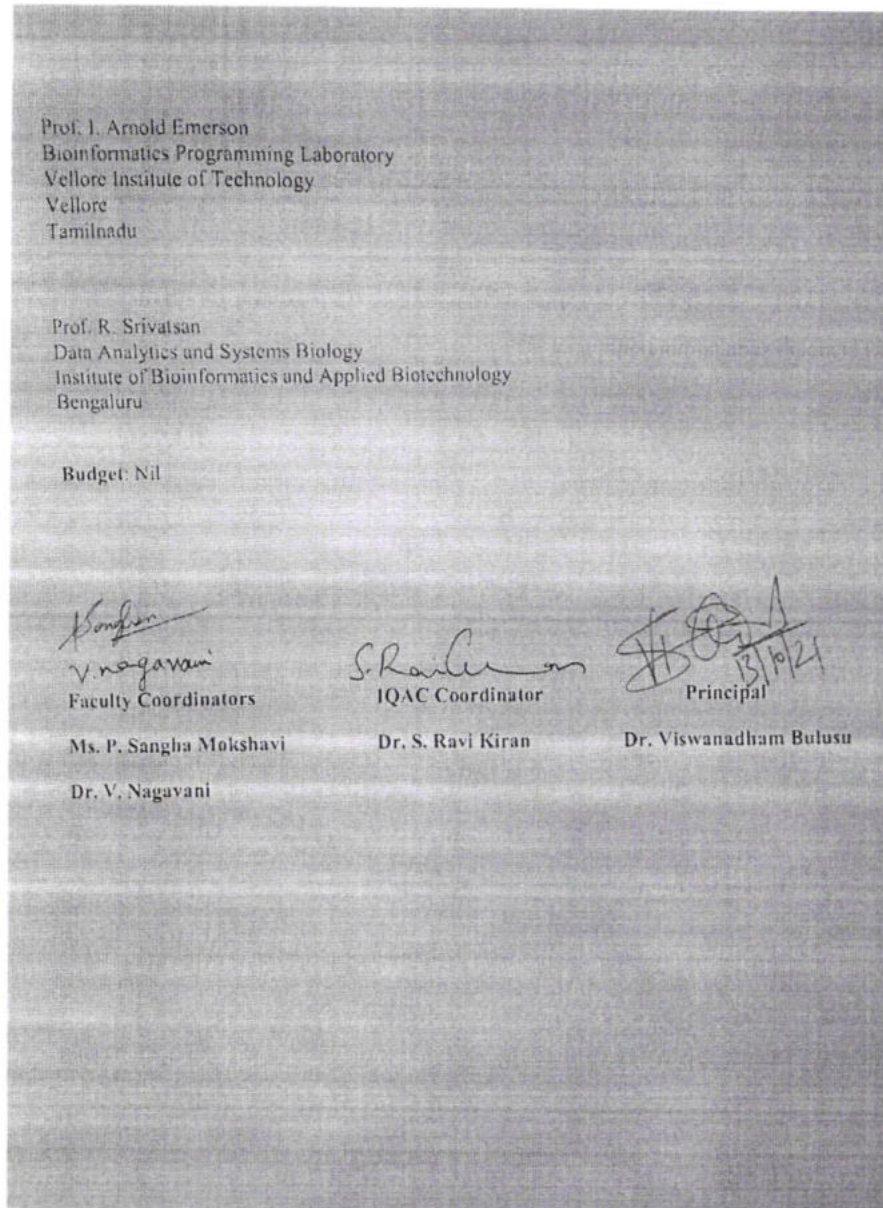 Prof. I. Arnold Emerson
Bioinformatics Programming Laboratory
Vellore Institute of Technology
Vellore
Tamilnadu
Prof. R. Srivatsan
Data Analytics and Systems Biology
Institute of Bioinformatics and Applied Biotechnology
Bengaluru
Budget: Nil
V. nagavani
13/10/21
Faculty Coordinators IQAC Coordinator Principal
Ms. P. Sangha Mokshavi Dr. S. Ravi Kiran Dr. Viswanadham Bulusu
Dr. V. Nagavani